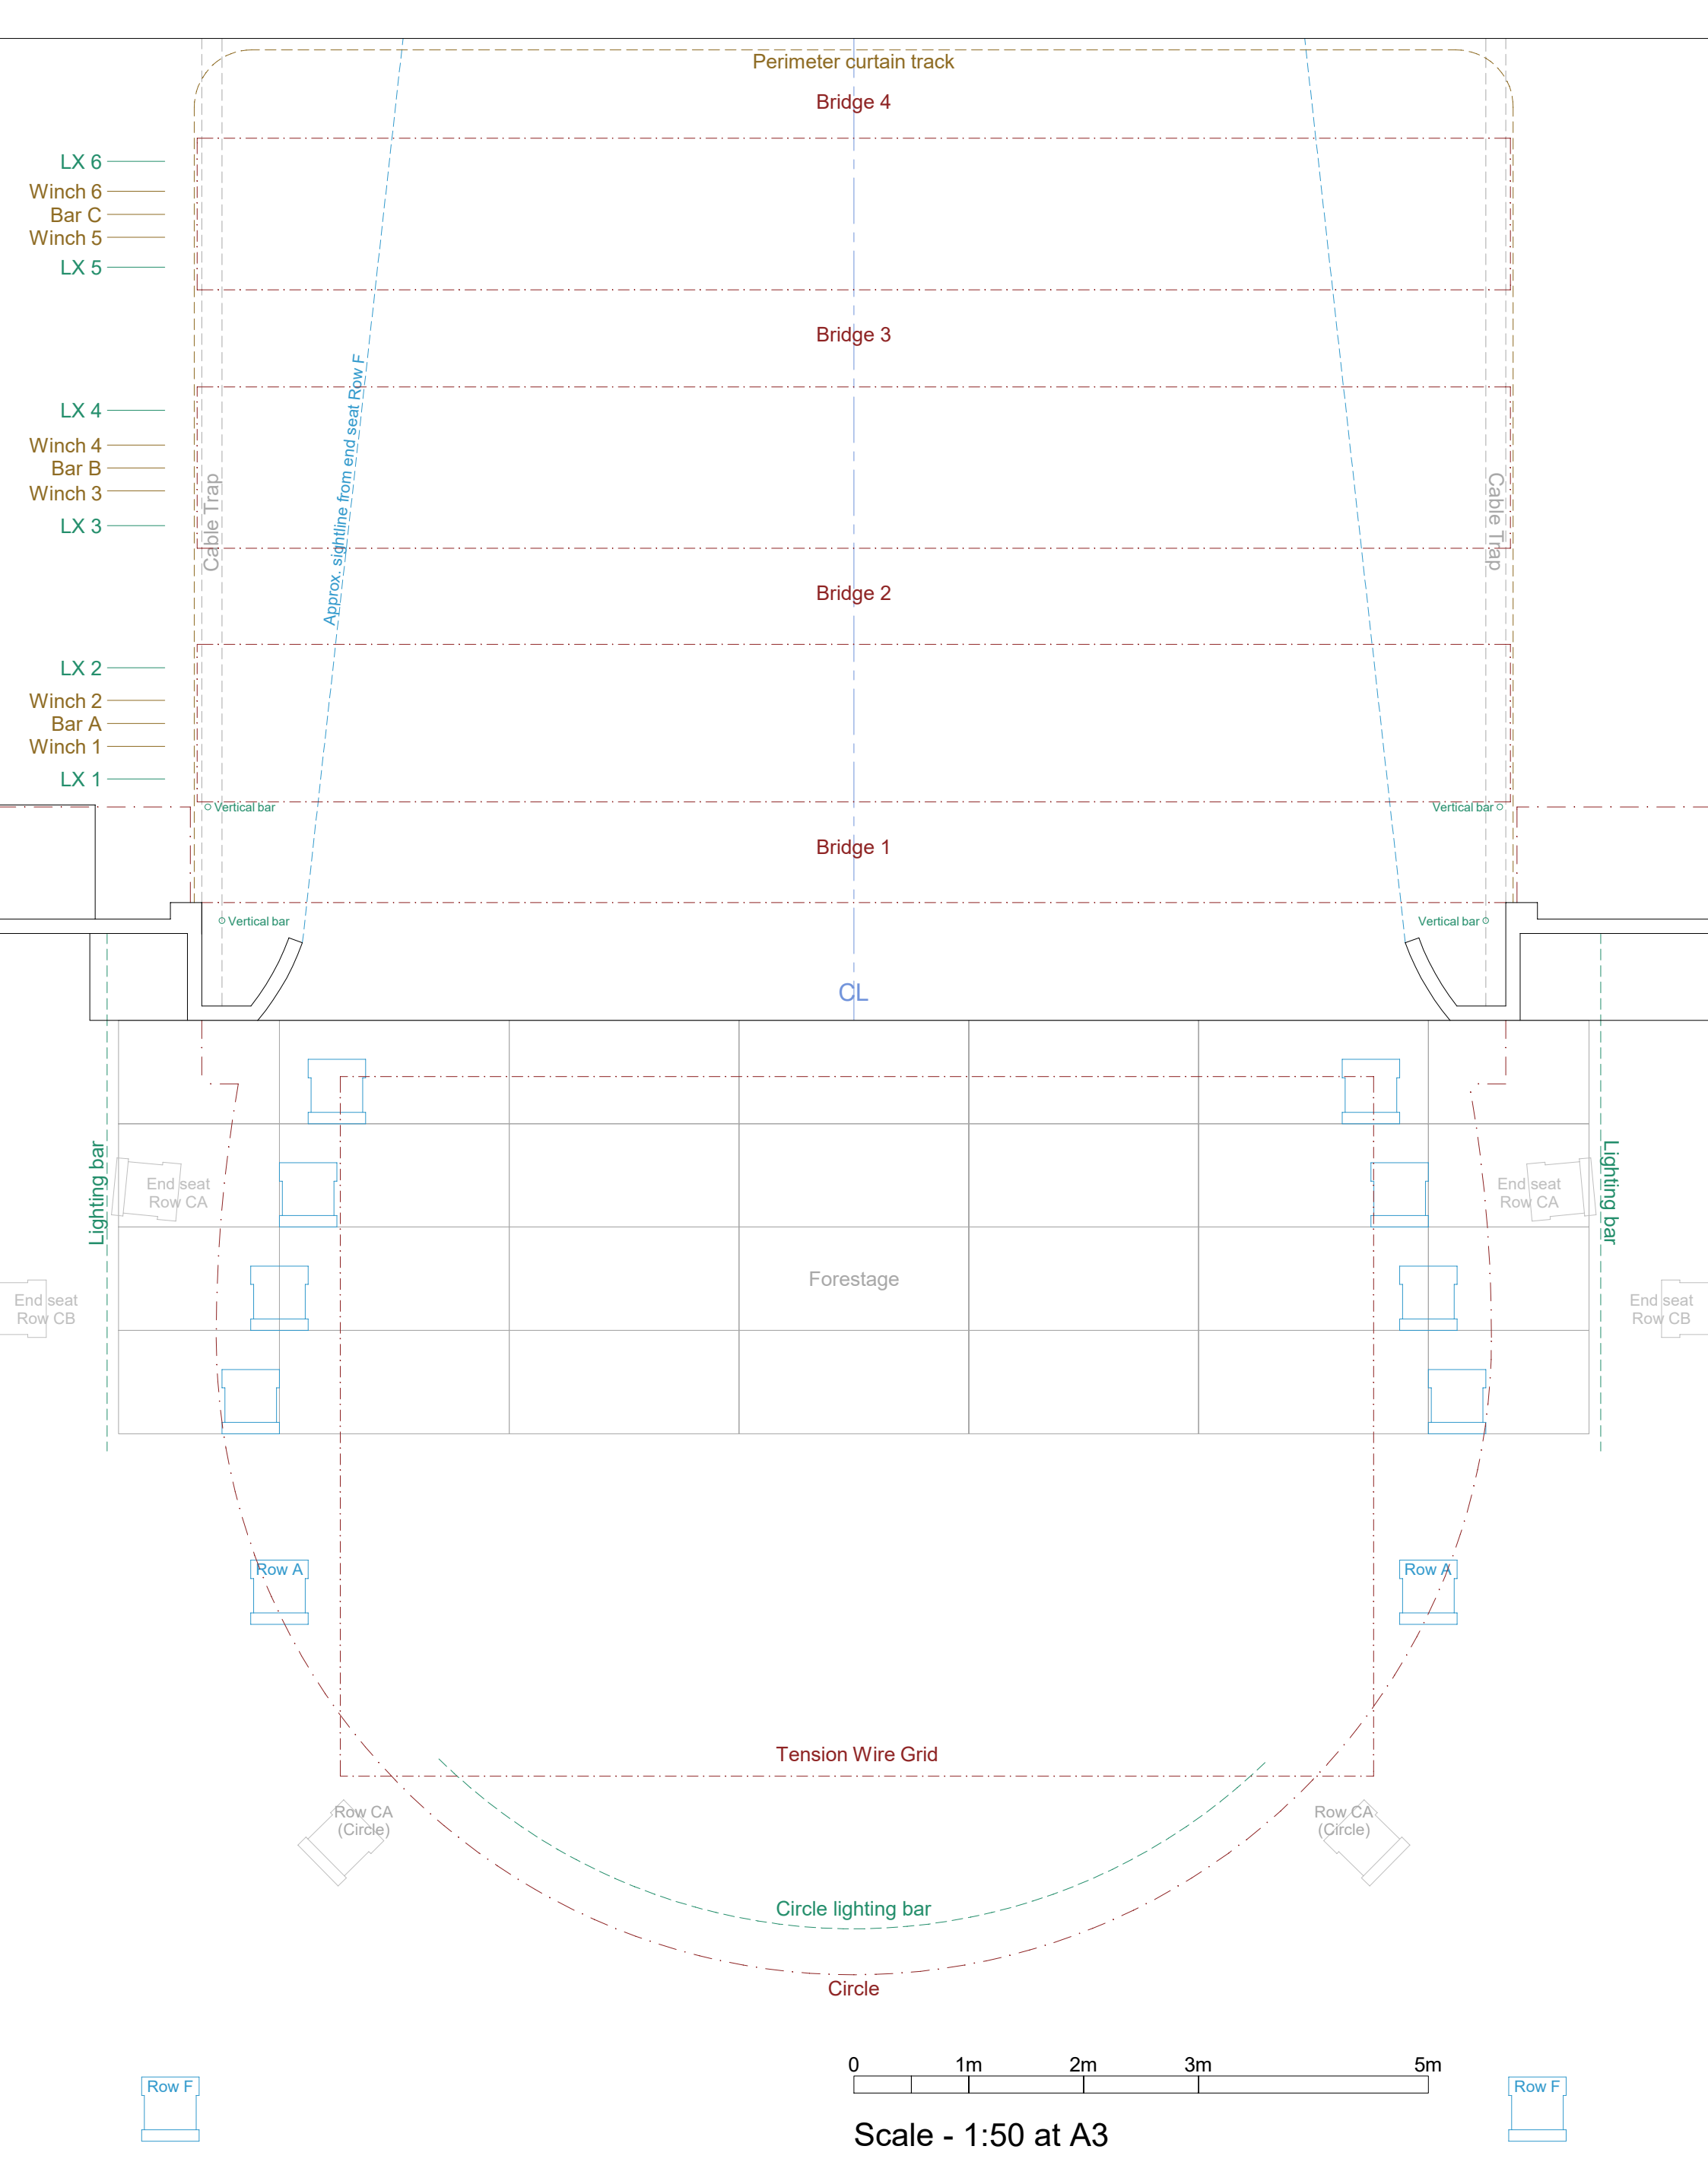 Perimeter curtain track
Bridge 4
LX 6
Winch 6
Bar C
Winch 5
LX 5
Bridge 3
Approx. sightline from end seat Row F
LX 4
Winch 4
Bar B
Winch 3
LX 3
Cable Trap
Cable Trap
Bridge 2
LX 2
Winch 2
Bar A
Winch 1
LX 1
Vertical bar
Vertical bar
Bridge 1
Vertical bar
Vertical bar
CL
Lighting bar
Lighting bar
End seat
Row CA
End seat
Row CA
Forestage
End seat
Row CB
End seat
Row CB
Row A
Row A
Tension Wire Grid
Row CA
(Circle)
Row CA
(Circle)
Circle lighting bar
Circle
0 1m 2m 3m 5m
Row F
Row F
Scale - 1:50 at A3